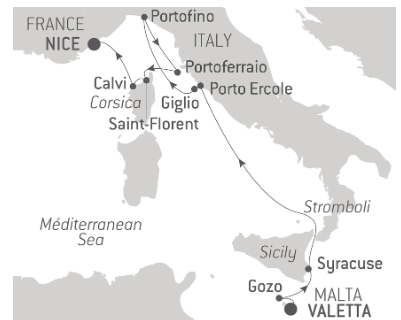 Portofino
FRANCE
NICE
ITALY
Portoferraio
Calvi
Corsica
Giglio
Porto Ercole
Saint-Florent
Stromboli
Méditerranean
Sea
Sicily
Syracuse
Gozo
MALTA
VALETTA